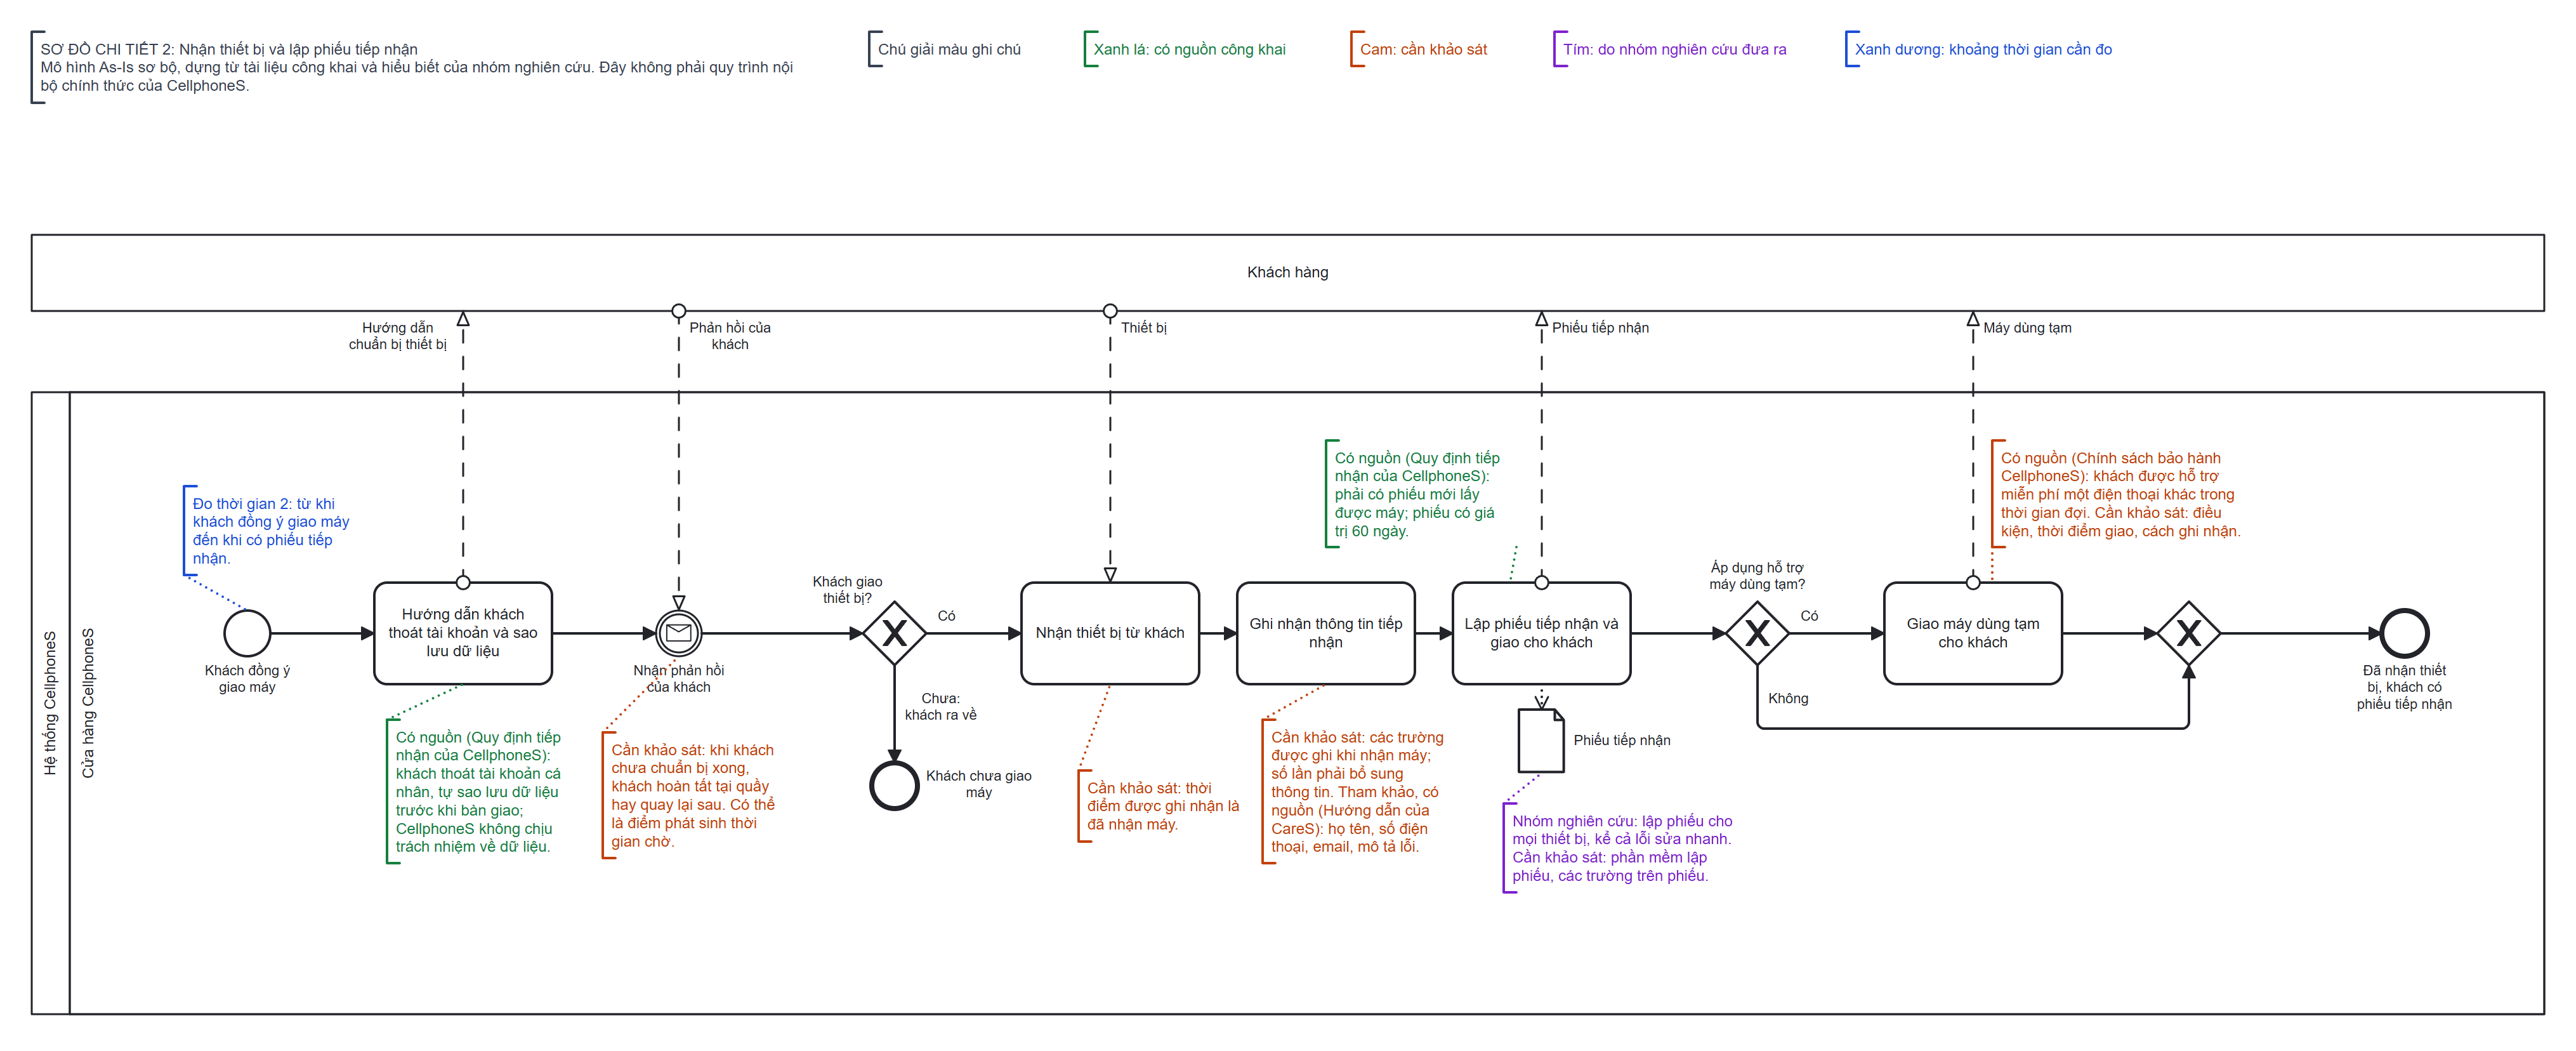 SƠ ĐỒ CHI TIẾT 2: Nhận thiết bị và lập phiếu tiếp nhận
Mô hình As-Is sơ bộ, dựng từ tài liệu công khai và hiểu biết của nhóm nghiên cứu. Đây không phải quy trình nội
bộ chính thức của CellphoneS.
Chú giải màu ghi chú
Xanh lá: có nguồn công khai
Cam: cần khảo sát
Tím: do nhóm nghiên cứu đưa ra
Xanh dương: khoảng thời gian cần đo
Khách hàng
Hướng dẫn
chuẩn bị thiết bị
Phản hồi của
khách
Thiết bị
Phiếu tiếp nhận
Máy dùng tạm
Hệ thống CellphoneS
Cửa hàng CellphoneS
Đo thời gian 2: từ khi
khách đồng ý giao máy
đến khi có phiếu tiếp
nhận.
Có nguồn (Quy định tiếp
nhận của CellphoneS):
phải có phiếu mới lấy
được máy; phiếu có giá
trị 60 ngày.
Có nguồn (Chính sách bảo hành
CellphoneS): khách được hỗ trợ
miễn phí một điện thoại khác trong
thời gian đợi. Cần khảo sát: điều
kiện, thời điểm giao, cách ghi nhận.
Khách đồng ý
giao máy
Hướng dẫn khách
thoát tài khoản và sao
lưu dữ liệu
Nhận phản hồi
của khách
Khách giao
thiết bị?
Có
Chưa:
khách ra về
Khách chưa giao
máy
Nhận thiết bị từ khách
Ghi nhận thông tin tiếp
nhận
Lập phiếu tiếp nhận và
giao cho khách
Phiếu tiếp nhận
Áp dụng hỗ trợ
máy dùng tạm?
Có
Không
Giao máy dùng tạm
cho khách
Đã nhận thiết
bị, khách có
phiếu tiếp nhận
Có nguồn (Quy định tiếp
nhận của CellphoneS):
khách thoát tài khoản cá
nhân, tự sao lưu dữ liệu
trước khi bàn giao;
CellphoneS không chịu
trách nhiệm về dữ liệu.
Cần khảo sát: khi khách
chưa chuẩn bị xong,
khách hoàn tất tại quầy
hay quay lại sau. Có thể
là điểm phát sinh thời
gian chờ.
Cần khảo sát: thời
điểm được ghi nhận là
đã nhận máy.
Cần khảo sát: các trường
được ghi khi nhận máy;
số lần phải bổ sung
thông tin. Tham khảo, có
nguồn (Hướng dẫn của
CareS): họ tên, số điện
thoại, email, mô tả lỗi.
Nhóm nghiên cứu: lập phiếu cho
mọi thiết bị, kể cả lỗi sửa nhanh.
Cần khảo sát: phần mềm lập
phiếu, các trường trên phiếu.